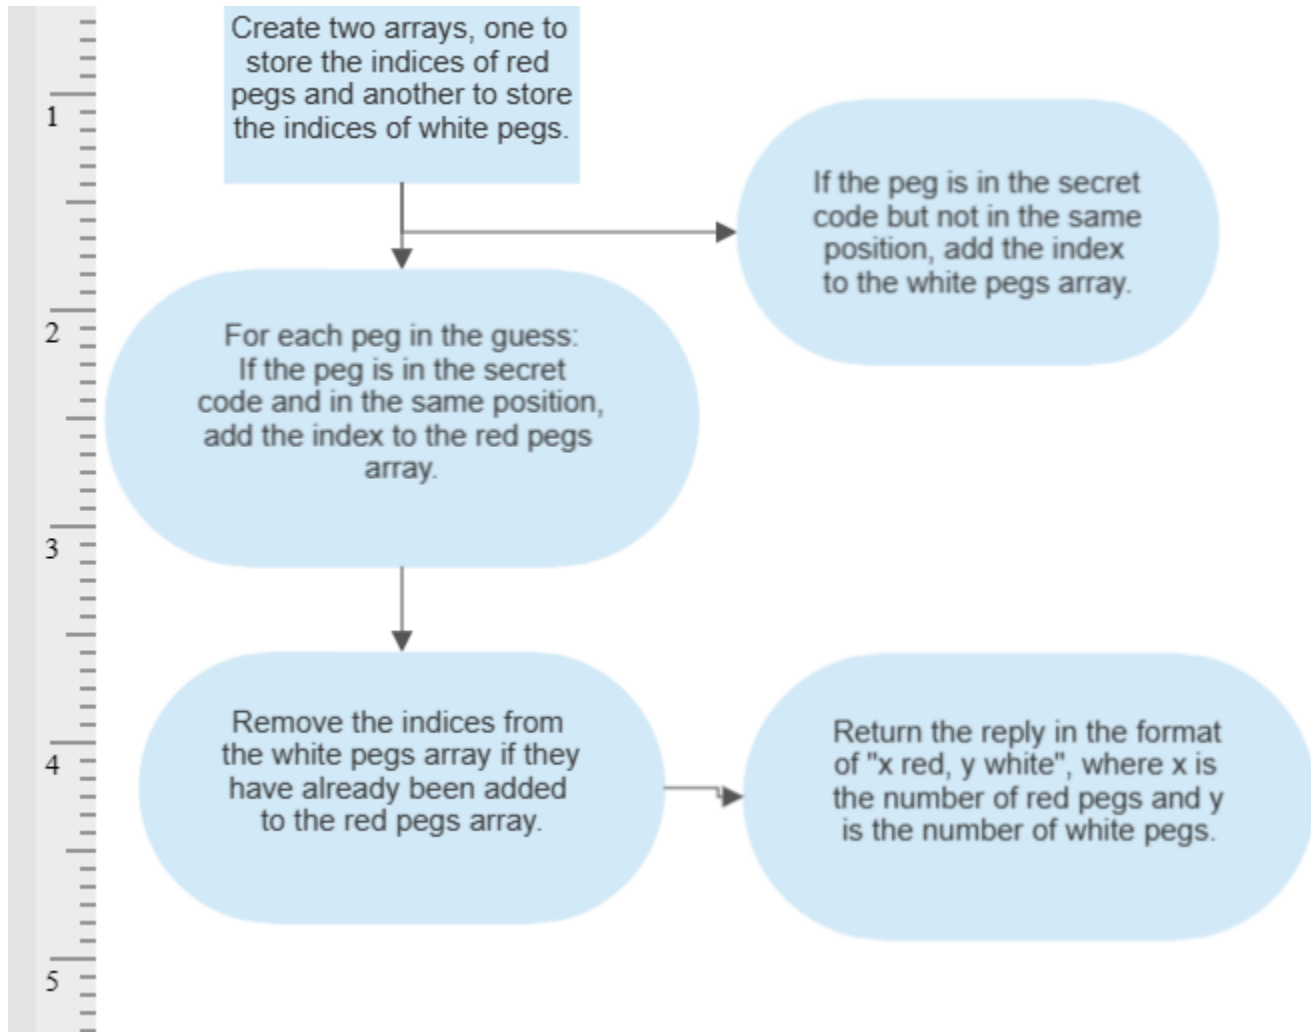 Create two arrays, one to
store the indices of red
pegs and another to store
the indices of white pegs.
If the peg is in the secret
code but not in the same
position, add the index
to the white pegs array.
For each peg in the guess:
If the peg is in the secret
code and in the same position,
add the index to the red pegs
array.
Remove the indices from
the white pegs array if they
have already been added
to the red pegs array.
Return the reply in the format
of "x red, y white", where x is
the number of red pegs and y
is the number of white pegs.
1
2
3
4
5